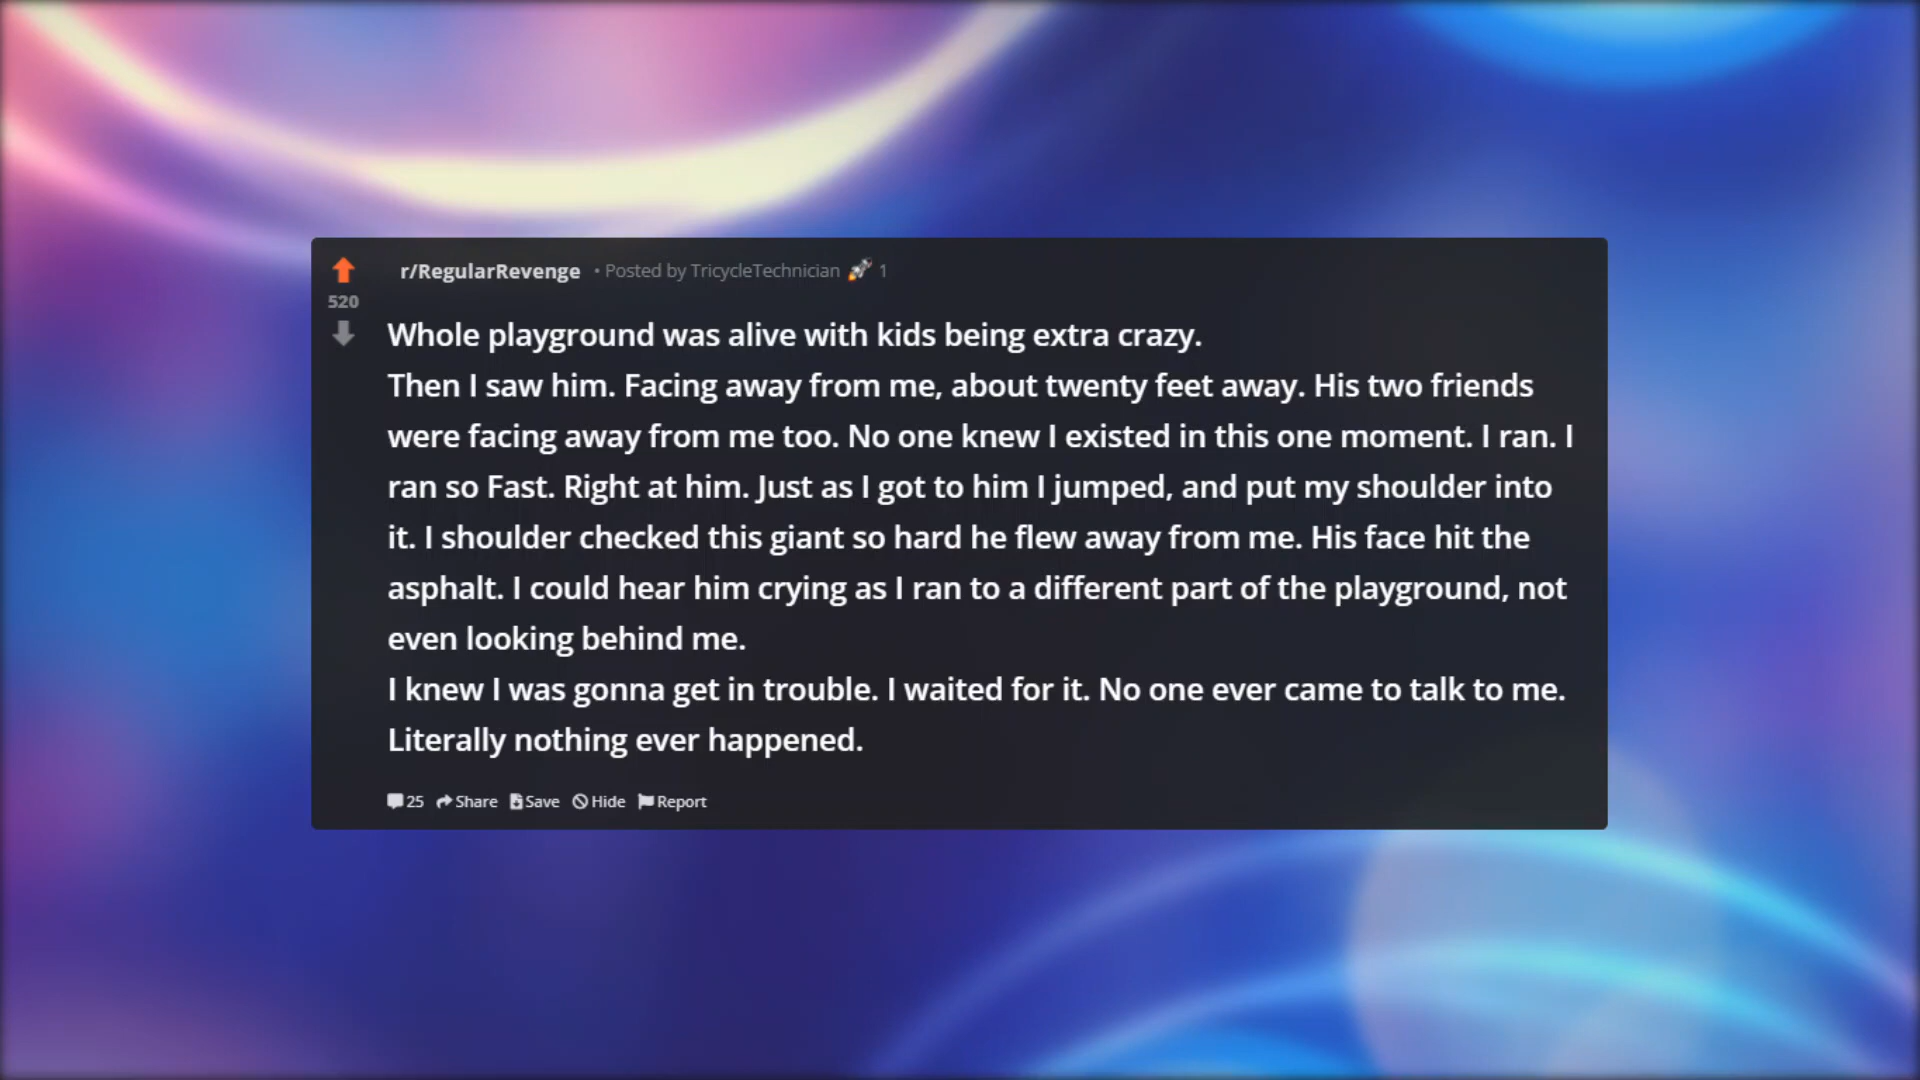 r/RegularRevenge • Posted by TricycleTechnician 1
520
Whole playground was alive with kids being extra crazy.
Then I saw him. Facing away from me, about twenty feet away. His two friends
were facing away from me too. No one knew I existed in this one moment. I ran. I
ran so Fast. Right at him. Just as I got to him I jumped, and put my shoulder into
it. I shoulder checked this giant so hard he flew away from me. His face hit the
asphalt. I could hear him crying as I ran to a different part of the playground, not
even looking behind me.
I knew I was gonna get in trouble. I waited for it. No one ever came to talk to me.
Literally nothing ever happened.
25 Share Save Hide Report